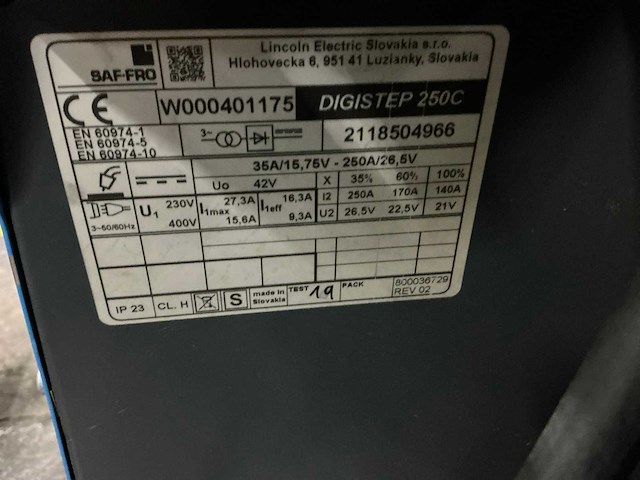 SAF-FRO
Lincoln Electric Slovakia s.r.o.
Hlohovecka 6, 951 41 Luzianky, Slovakia
CE
W000401175
DIGISTEP 250C
EN 60974-1
EN 60974-5
EN 60974-10
3~
2118504966
35A/15,75V - 250A/26,5V
Uo 42V
X 35% 60% 100%
I2 250A 170A 140A
U2 26,5V 22,5V 21V
3~50/60Hz
U1 230V 400V
I1max 27,3A 15,6A
I1eff 16,3A 9,3A
IP 23
CL. H
S
made in
Slovakia
TEST 19
PACK
800036729
REV 02